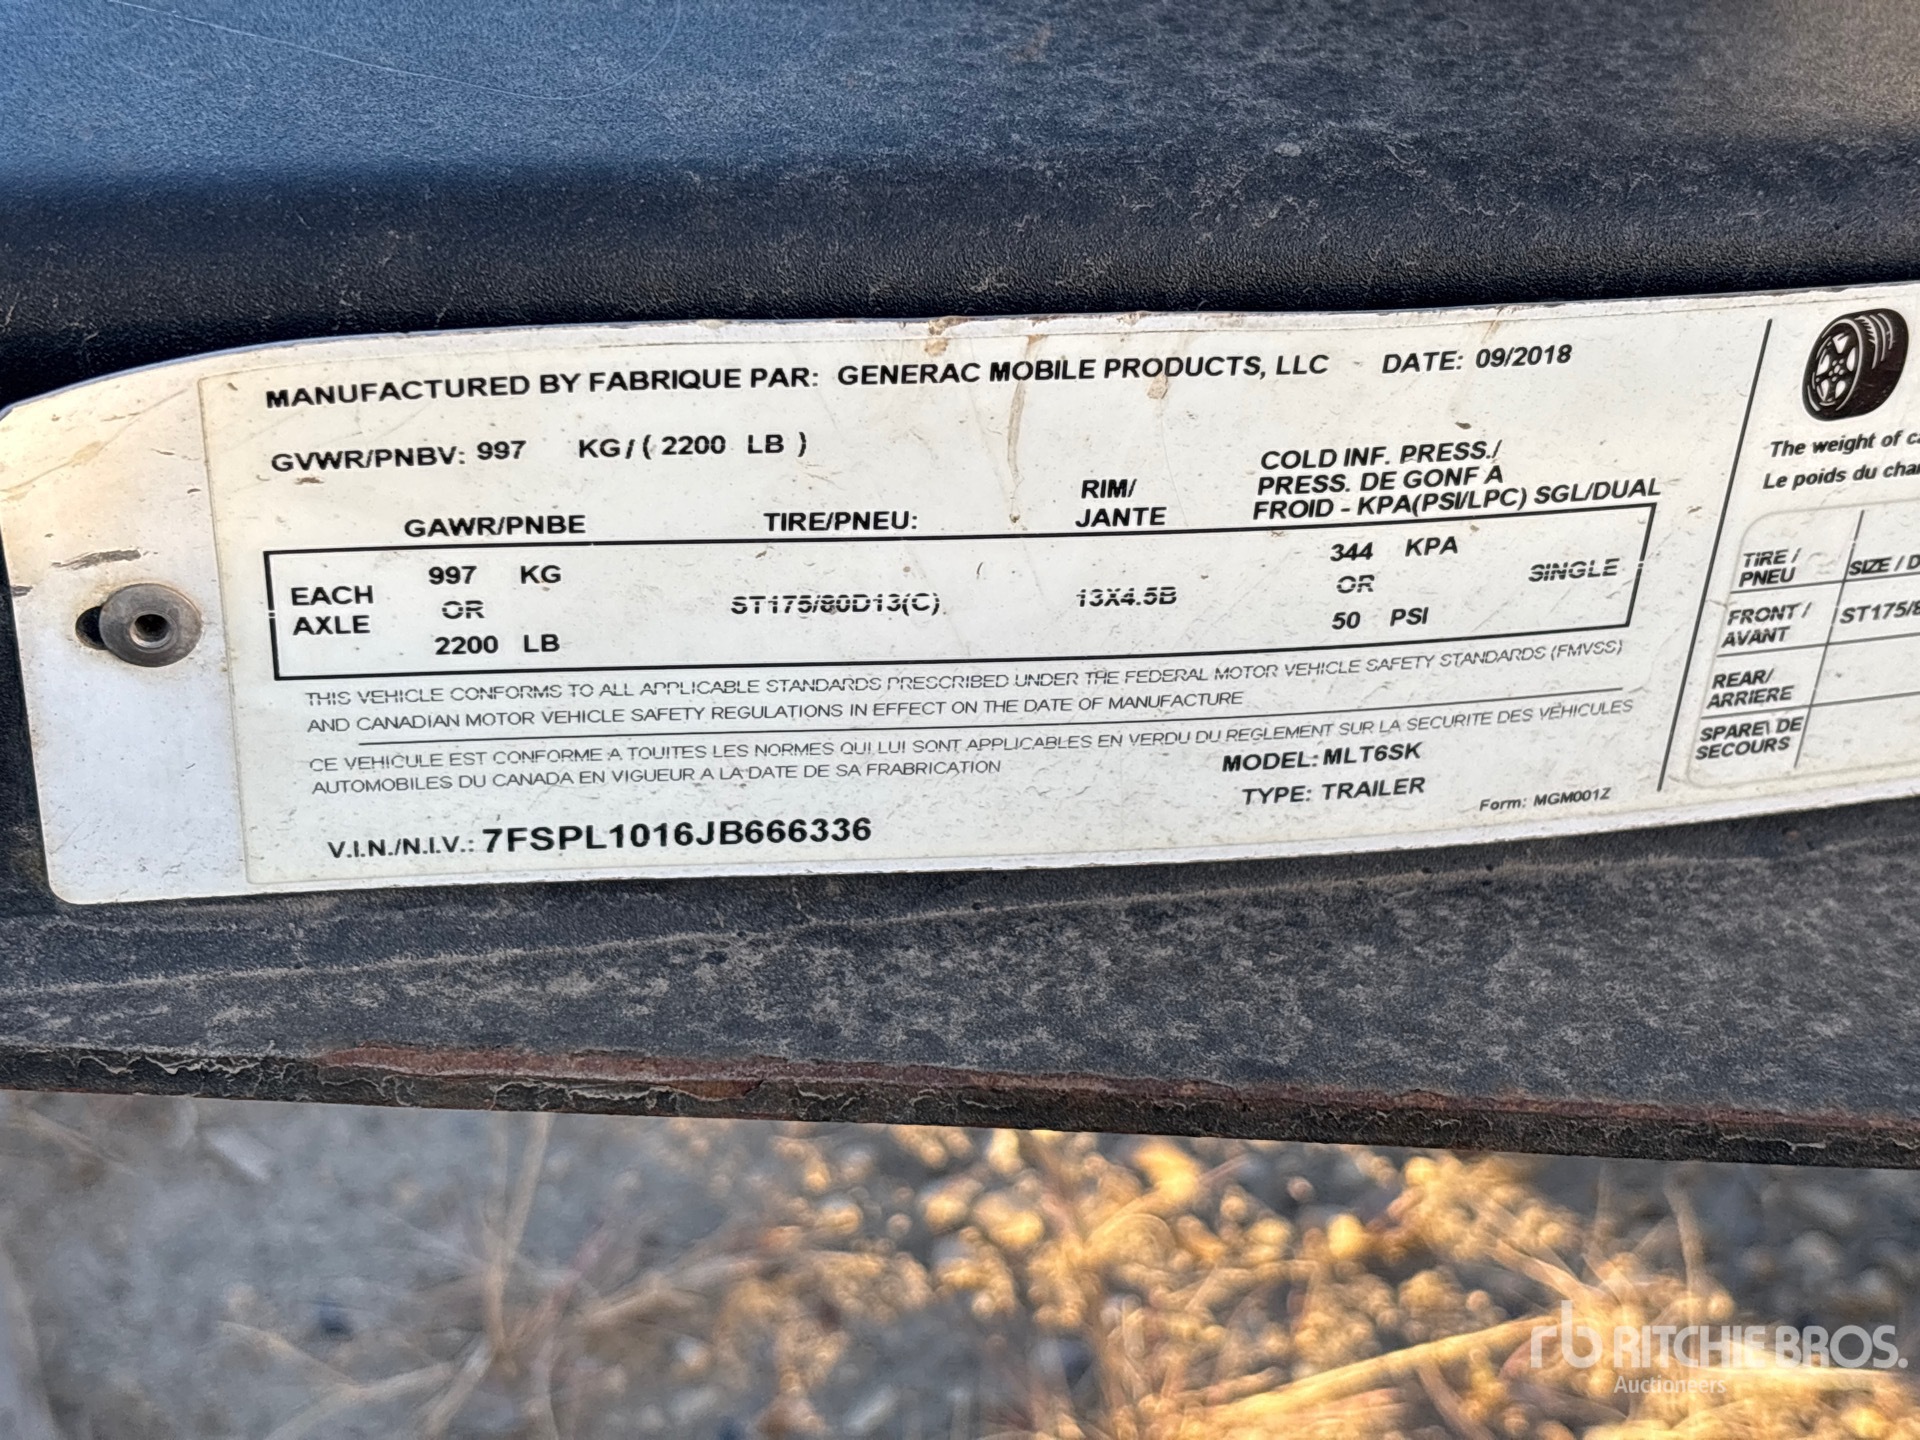 MANUFACTURED BY FABRIQUE PAR: GENERAC MOBILE PRODUCTS, LLC DATE: 09/2018
GVWR/PNBV: 997 KG/( 2200 LB )
GAWR/PNBE TIRE/PNEU: RIM/ JANTE COLD INF. PRESS./
PRESS. DE GONF A
FROID - KPA(PSI/LPC) SGL/DUAL
EACH AXLE
997 KG
OR
2200 LB
ST175/80D13(C)
13X4.5B
344 KPA
OR
50 PSI
SINGLE
THIS VEHICLE CONFORMS TO ALL APPLICABLE STANDARDS PRESCRIBED UNDER THE FEDERAL MOTOR VEHICLE SAFETY STANDARDS (FMVSS)
AND CANADIAN MOTOR VEHICLE SAFETY REGULATIONS IN EFFECT ON THE DATE OF MANUFACTURE
CE VEHICULE EST CONFORME A TOUITES LES NORMES QUI LUI SONT APPLICABLES EN VERDU DU REGLEMENT SUR LA SECURITE DES VEHICULES
AUTOMOBILES DU CANADA EN VIGUEUR A LA DATE DE SA FRABRICATION
MODEL: MLT6SK
TYPE: TRAILER
Form: MGM001Z
V.I.N./N.I.V.: 7FSPL1016JB666336
The weight of
Le poids du
TIRE /
PNEU
SIZE /
FRONT /
AVANT
ST175/
REAR/
ARRIERE
SPARE\ DE
SECOURS
rb RITCHIE BROS.
Auctioneers